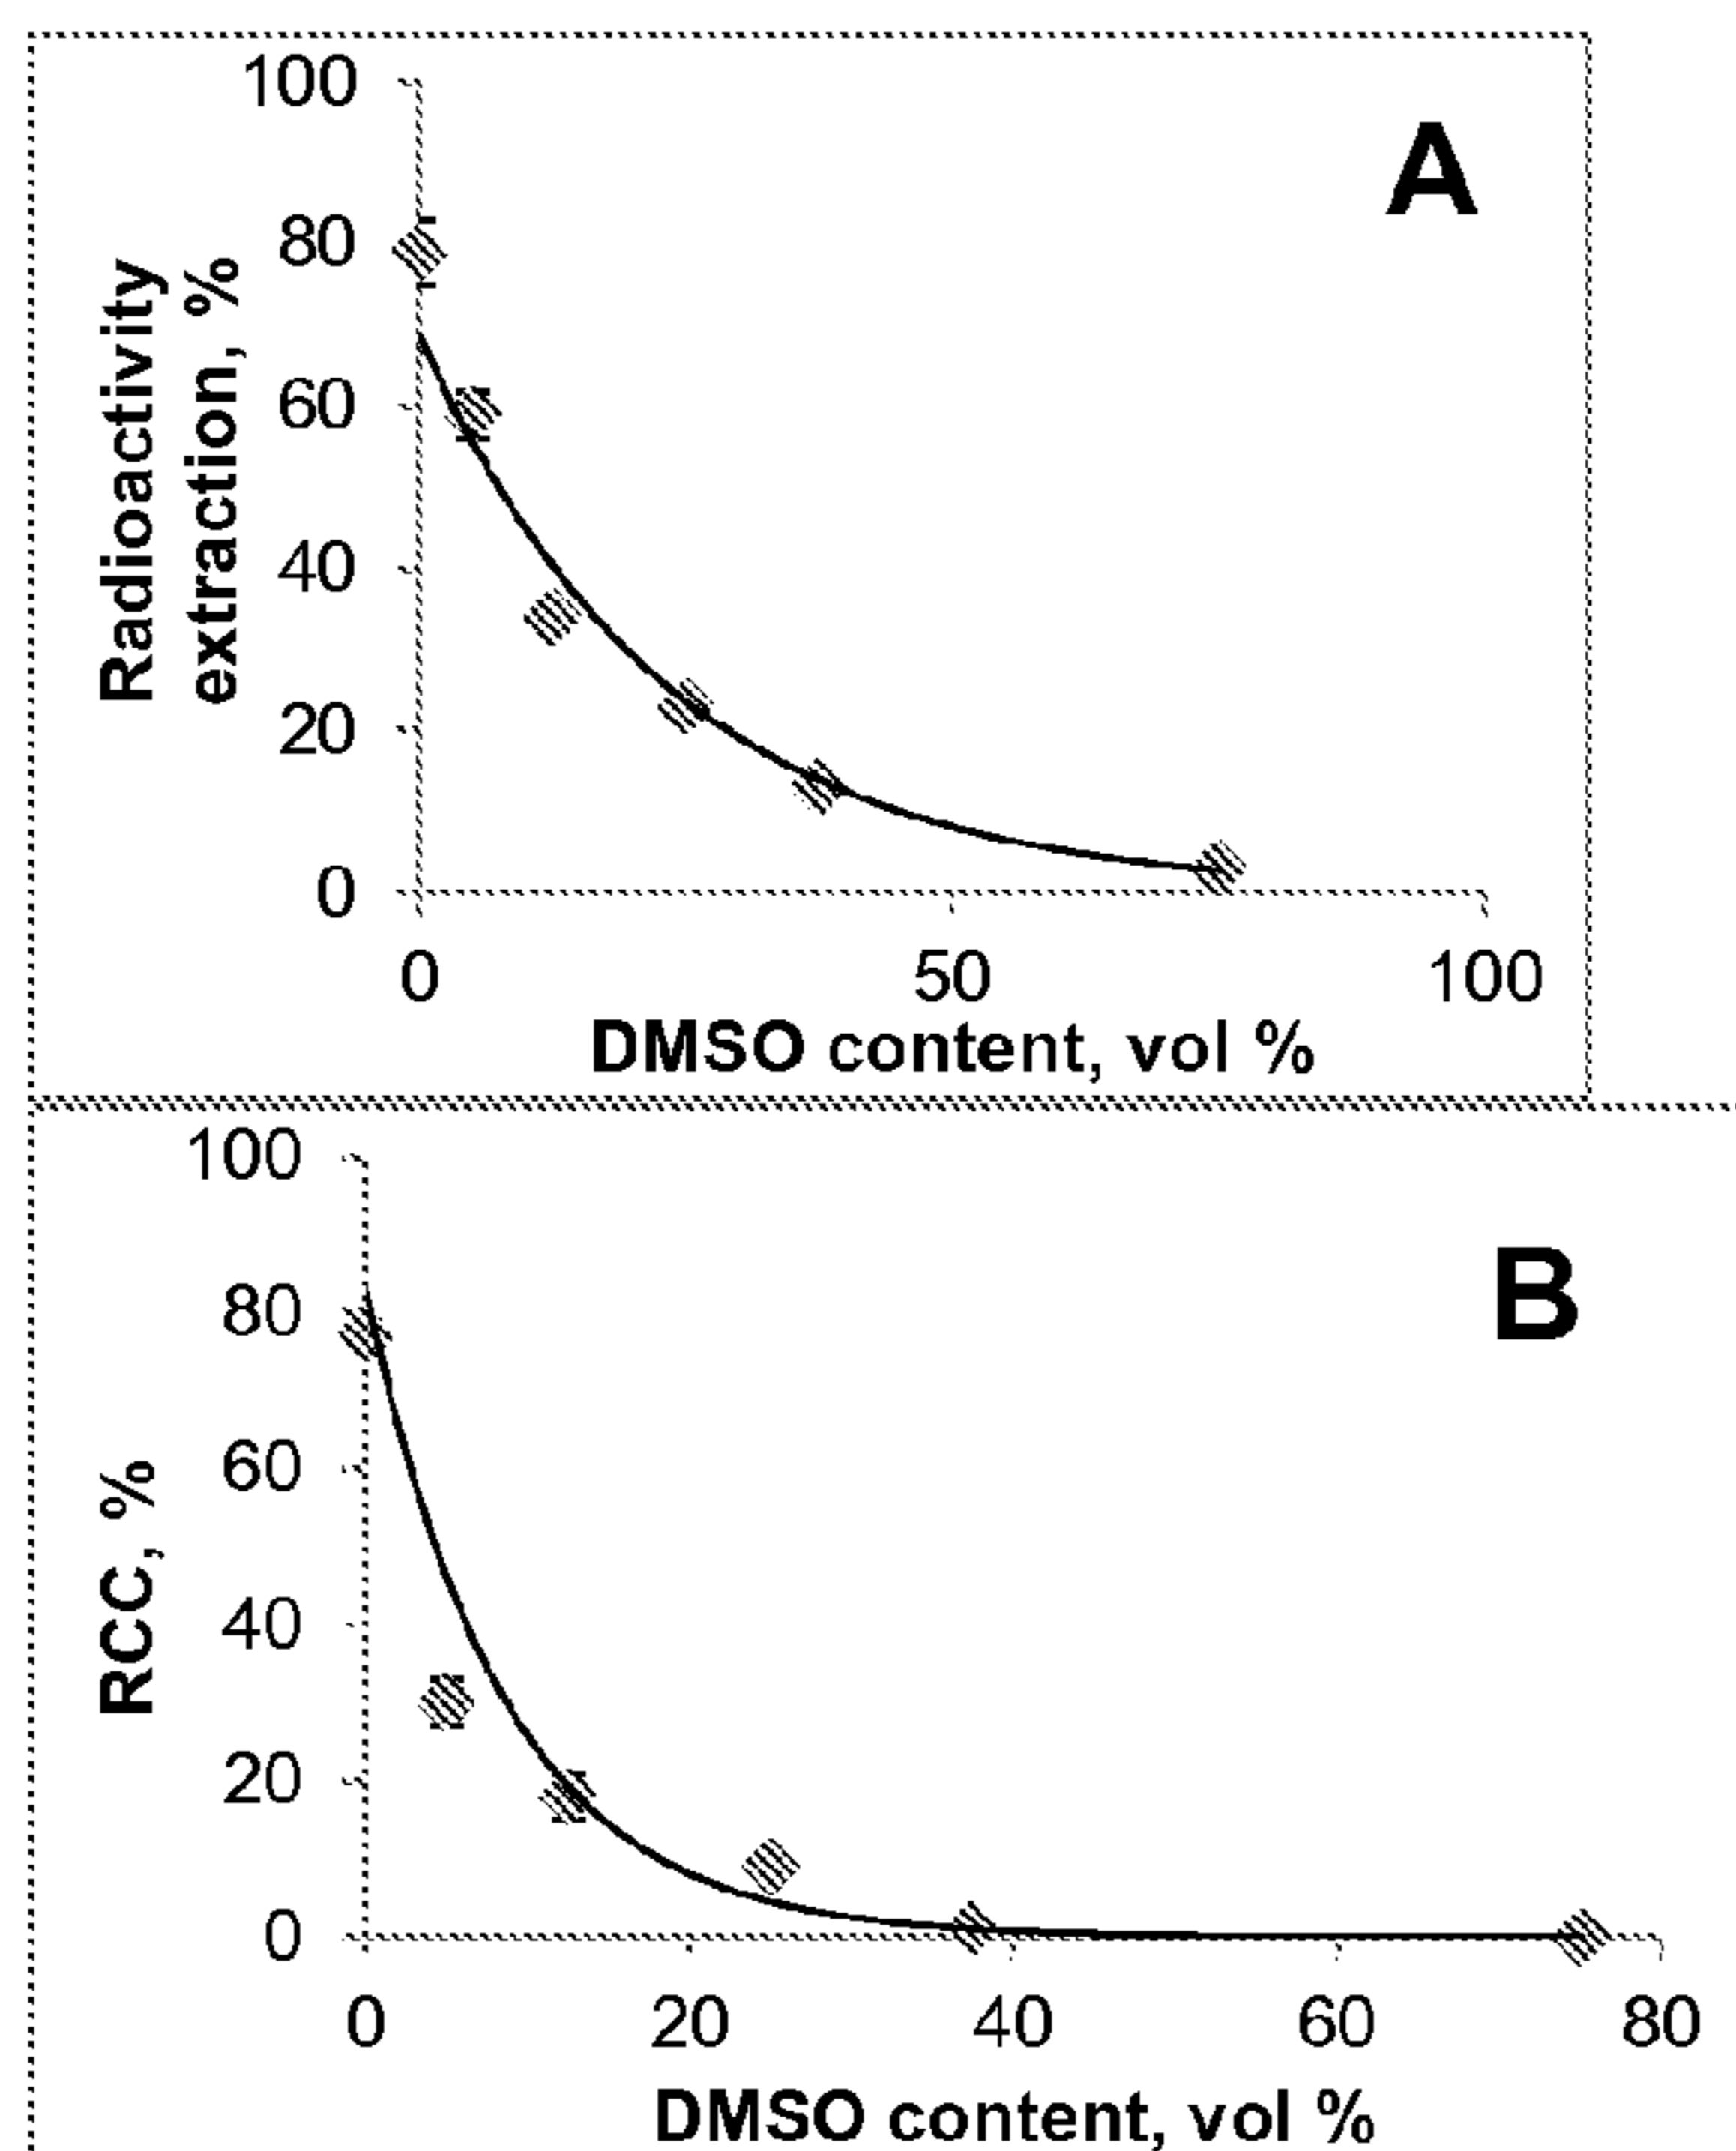 A
100
80
60
40
20
0
Radioactivity
extraction, %
0 50 100
DMSO content, vol %
B
100
80
60
40
20
0
RCC, %
0 20 40 60 80
DMSO content, vol %